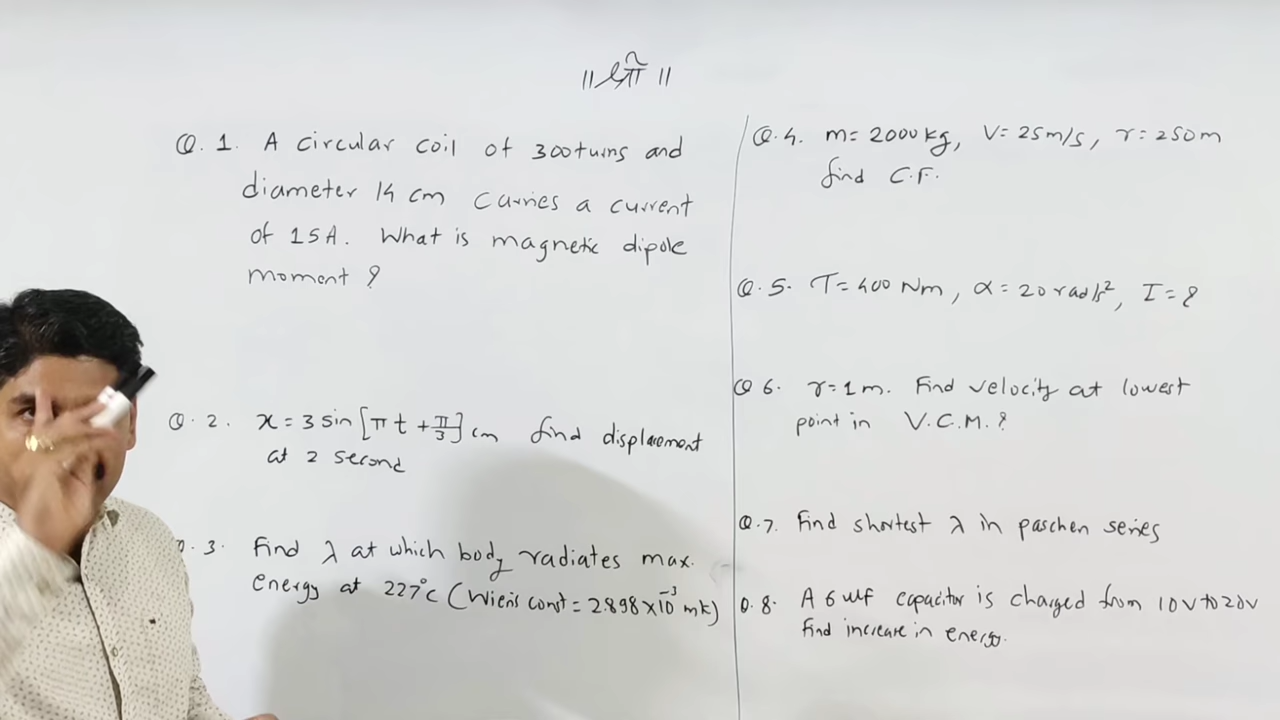 ॥ श्री ॥
Q. 1. A circular coil of 300 turns and
diameter 14 cm carries a current
of 15A. What is magnetic dipole
moment ?
Q. 2. x = 3 sin [πt + π/3] cm find displacement
at 2 second
3. Find λ at which body radiates max.
energy at 227°C (Wien's const = 2.898 × 10⁻³ mK)
Q. 4. m = 2000 kg, V = 25 m/s, r = 250 m
find C.F.
Q. 5. τ = 400 Nm, α = 20 rad/s², I = ?
Q 6. r = 1 m. Find velocity at lowest
point in V.C.M. ?
Q. 7. Find shortest λ in paschen series
Q. 8. A 6 μf capacitor is charged from 10V to 20V
find increase in energy.